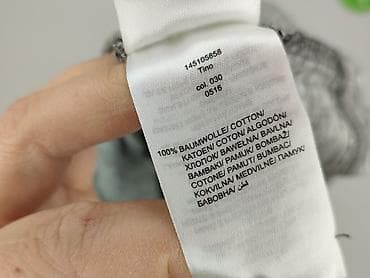 145105858
Tino
col. 030
0516
100% BAUMWOLLE/ COTTON/
KATOEN/ COTON/ ALGODÓN/
ХЛОПОК/ BAWEŁNA/ BAVLNA/
BAMBAKI/ PAMUK/ BOMBAŽ/
COTONE/ PAMUT/ BUMBAC/
KOKVILNA/ MEDVILNĖ/ ПАМУК/
БАВОВНА/